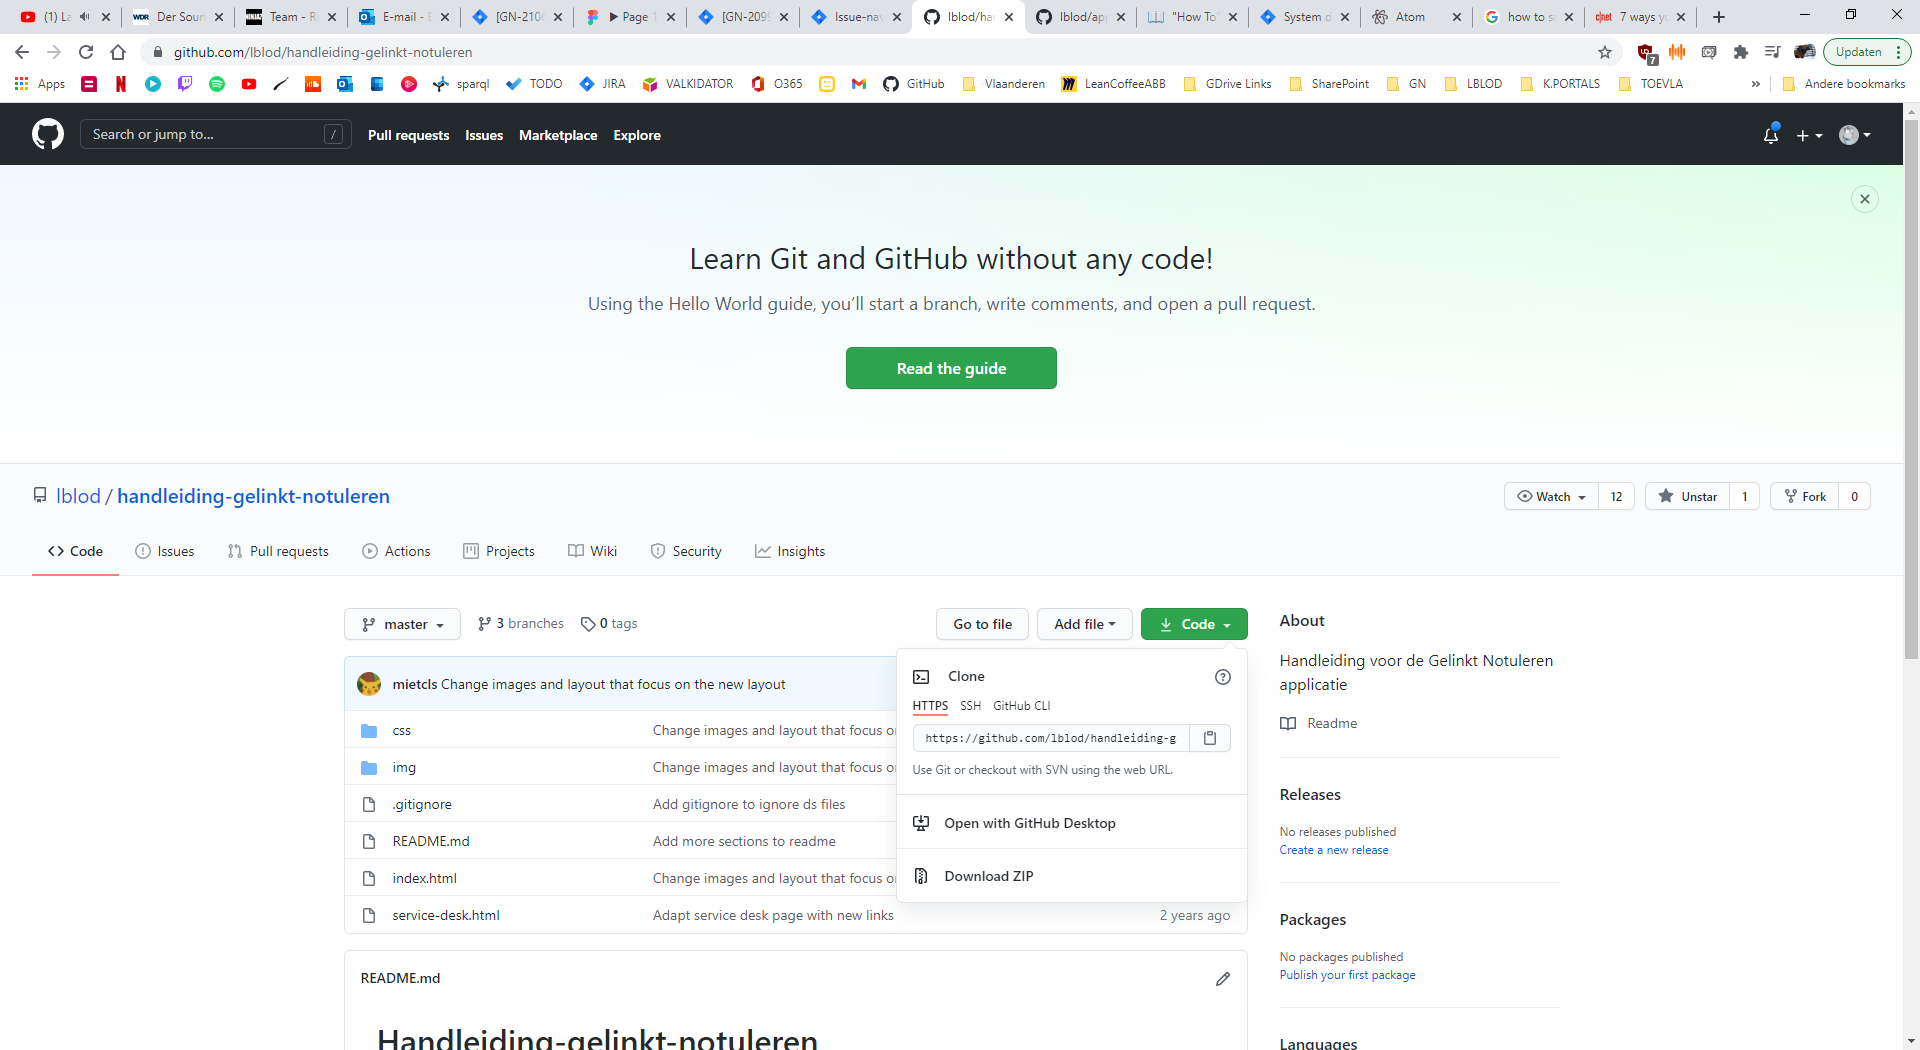 (1) La
Der Soun
Team - R
E-mail - E
[GN-210
Page 1
[GN-209
Issue-nav
lblod/han
lblod/app
"How To"
System d
Atom
how to sa
7 ways y
github.com/lblod/handleiding-gelinkt-notuleren
7
Updaten
Apps
sparql
TODO
JIRA
VALKIDATOR
O365
GitHub
Vlaanderen
LeanCoffeeABB
GDrive Links
SharePoint
GN
LBLOD
K.PORTALS
TOEVLA
»
Andere bookmarks
Search or jump to...
/
Pull requests
Issues
Marketplace
Explore
Learn Git and GitHub without any code!
Using the Hello World guide, you’ll start a branch, write comments, and open a pull request.
Read the guide
lblod / handleiding-gelinkt-notuleren
Watch
12
Unstar
1
Fork
0
Code
Issues
Pull requests
Actions
Projects
Wiki
Security
Insights
master
3 branches
0 tags
Go to file
Add file
Code
mietcls Change images and layout that focus on the new layout
css
Change images and layout that focus o
img
Change images and layout that focus o
.gitignore
Add gitignore to ignore ds files
README.md
Add more sections to readme
index.html
Change images and layout that focus o
service-desk.html
Adapt service desk page with new links
2 years ago
Clone
HTTPS
SSH
GitHub CLI
https://github.com/lblod/handleiding-g
Use Git or checkout with SVN using the web URL.
Open with GitHub Desktop
Download ZIP
README.md
Handleiding-gelinkt-notuleren
About
Handleiding voor de Gelinkt Notuleren
applicatie
Readme
Releases
No releases published
Create a new release
Packages
No packages published
Publish your first package
Languages